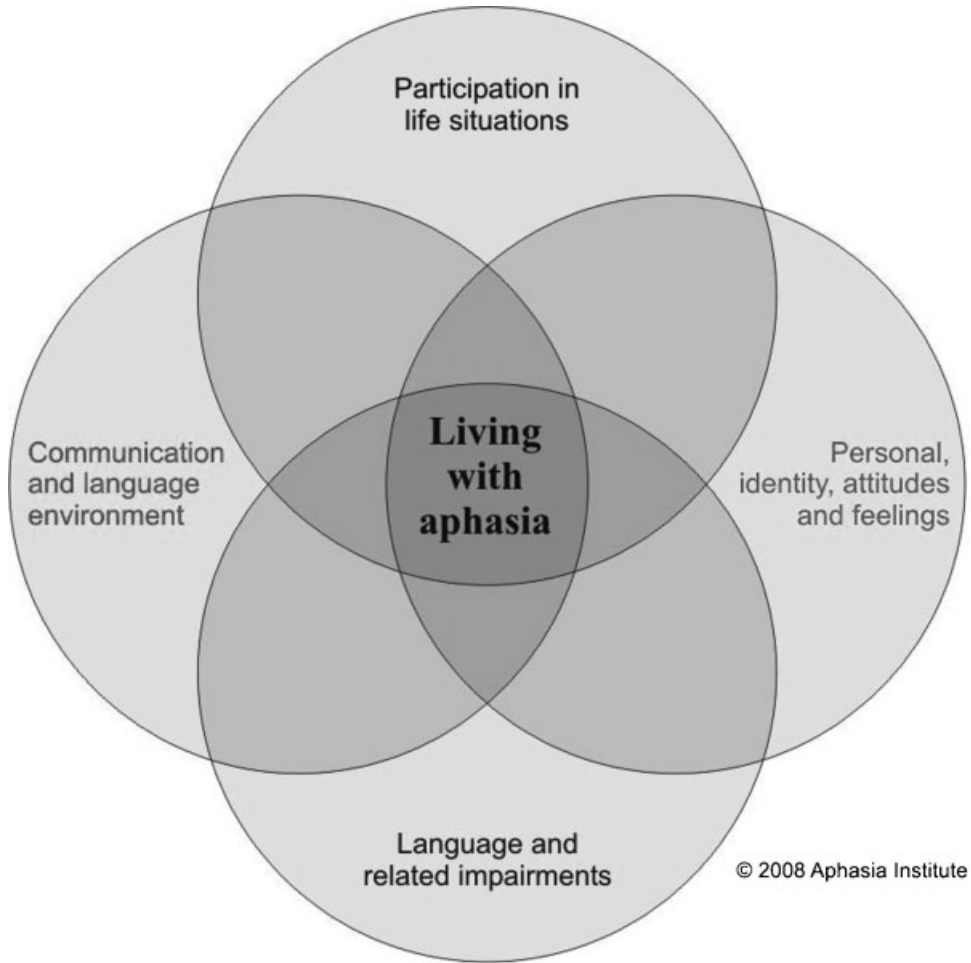 Participation in
life situations
Communication
and language
environment
Living
with
aphasia
Personal,
identity, attitudes
and feelings
Language and
related impairments
© 2008 Aphasia Institute